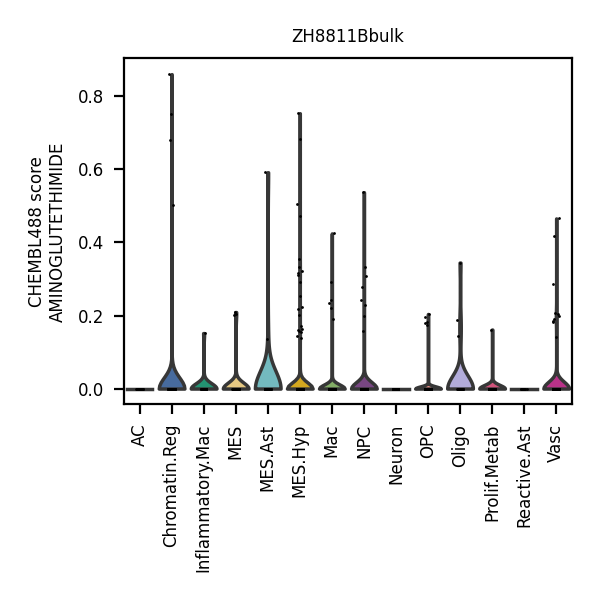 ZH8811Bbulk
CHEMBL488 score
AMINOGLUTETHIMIDE
0.8
0.6
0.4
0.2
0.0
AC
Chromatin.Reg
Inflammatory.Mac
MES
MES.Ast
MES.Hyp
Mac
NPC
Neuron
OPC
Oligo
Prolif.Metab
Reactive.Ast
Vasc